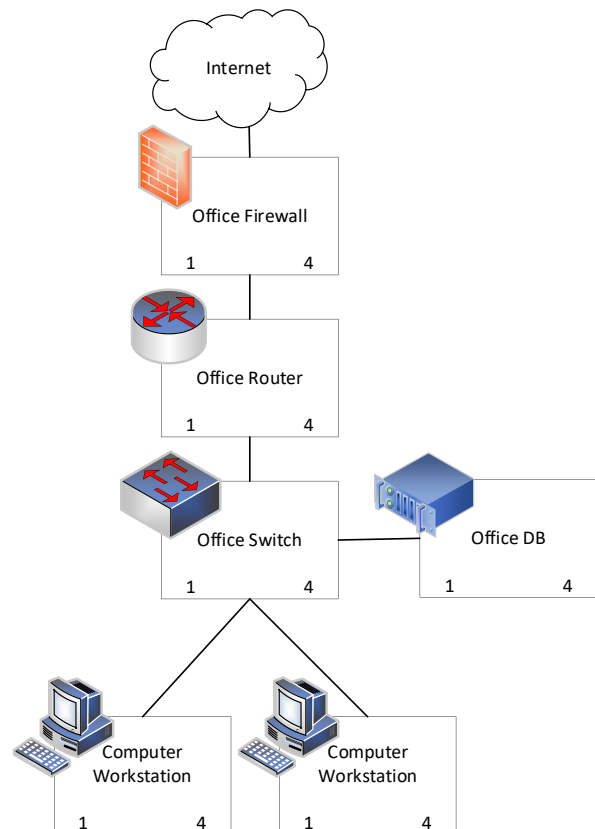 Internet
Office Firewall
1 4
Office Router
1 4
Office Switch
1 4
Office DB
1 4
Computer
Workstation
1 4
Computer
Workstation
1 4